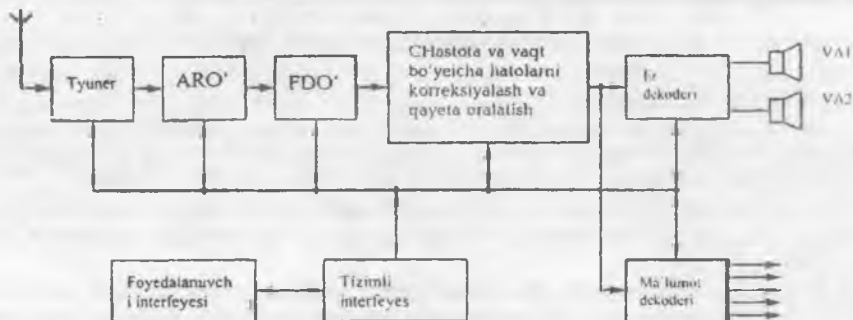 Tyuner
ARO'
FDO'
CHastota va vaqt
bo'yeicha hatolarni
korreksiyalash va
qayeta oralatish
dekoderi
VA1
VA2
Foyedalanuvch
i interfeyesi
Tizimli
interfeyes
Ma'lumot
dekoderi